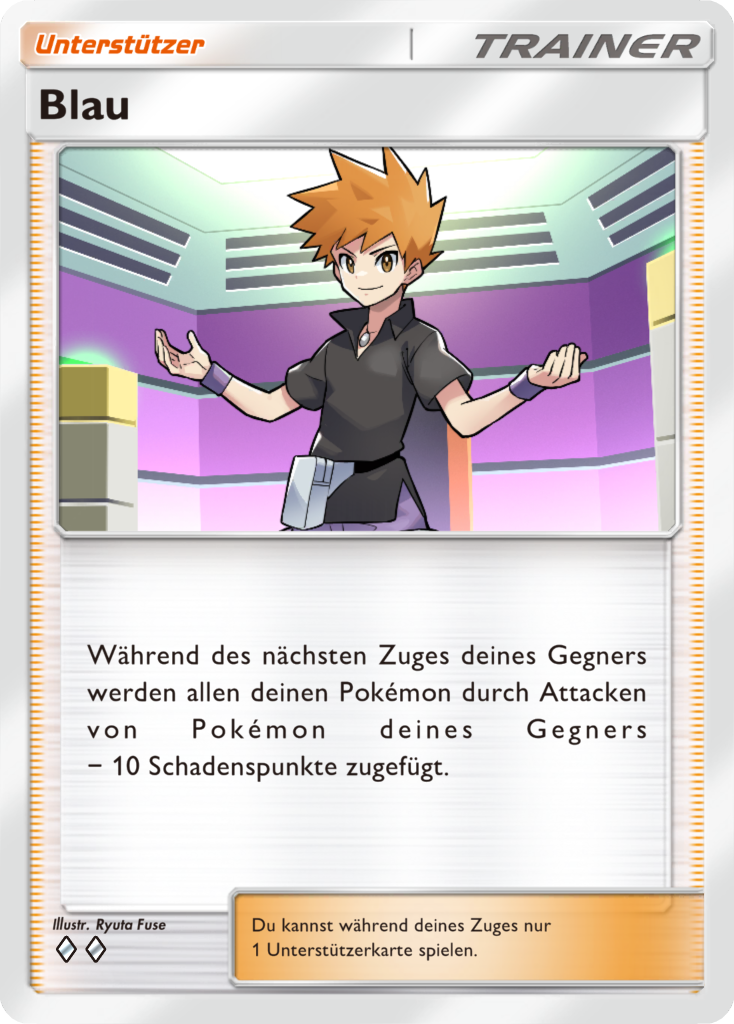 Unterstützer
TRAINER
Blau
Während des nächsten Zuges deines Gegners
werden allen deinen Pokémon durch Attacken
von Pokémon deines Gegners
− 10 Schadenspunkte zugefügt.
Illustr. Ryuta Fuse
Du kannst während deines Zuges nur
1 Unterstützerkarte spielen.